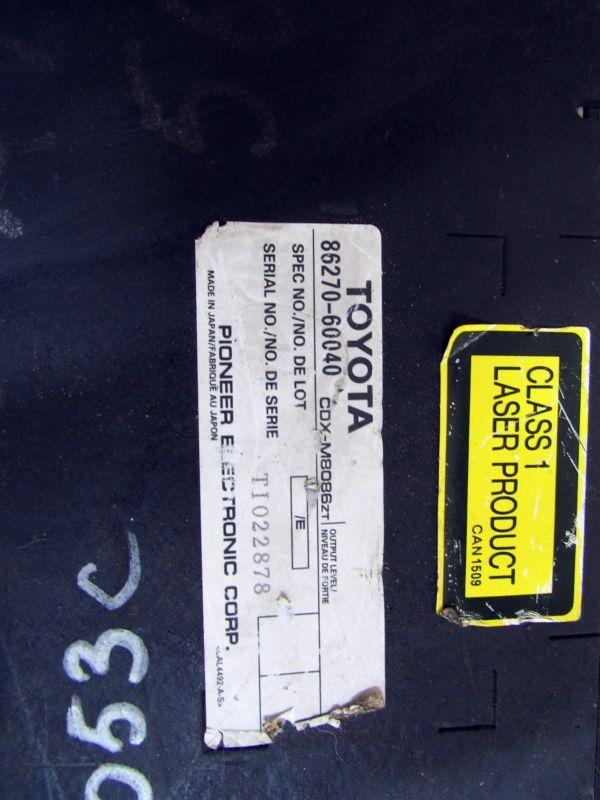 TOYOTA
86270-60040 CDX-M8086ZT
OUTPUT LEVEL/
NIVEAU DE SORTIE
SPEC NO./NO. DE LOT /E
SERIAL NO./NO. DE SERIE TI022878
PIONEER ELECTRONIC CORP.
MADE IN JAPAN/FABRIQUÉ AU JAPON
CLASS 1
LASER PRODUCT
CAN 1509
053C